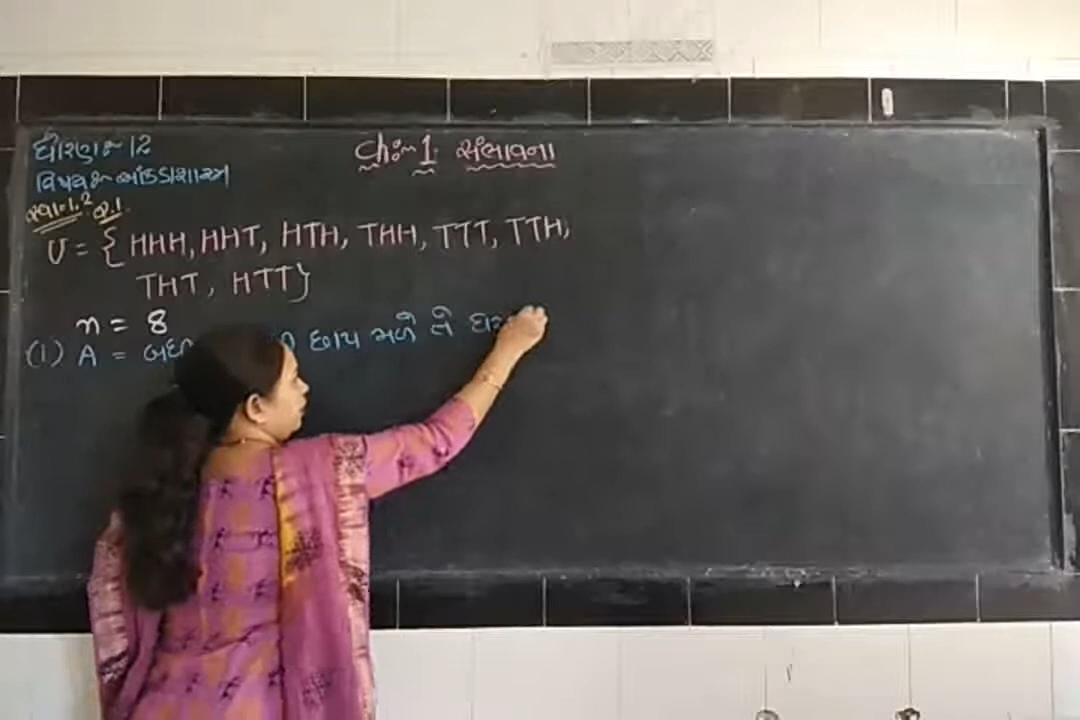 ધોરણઃ- 12
Ch:- 1. સંભાવના
વિષયઃ- આંકડાશાસ્ત્ર
સ્વા. 1.2 દા.1
U = { HHH, HHT, HTH, THH, TTT, TTH,
THT, HTT}
n = 8
(1) A = છાપ મળે તે